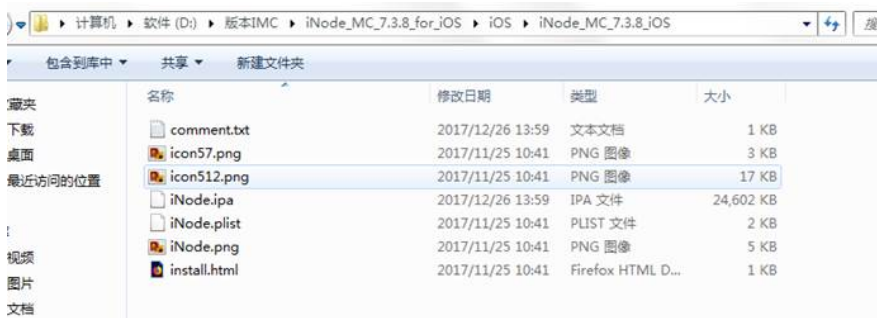 计算机 软件 (D:) 版本IMC iNode_MC_7.3.8_for_iOS iOS iNode_MC_7.3.8_iOS
包含到库中 共享 新建文件夹
名称 修改日期 类型 大小
藏夹
下载
桌面
最近访问的位置
视频
图片
文档
comment.txt 2017/12/26 13:59 文本文档 1 KB
icon57.png 2017/11/25 10:41 PNG 图像 3 KB
icon512.png 2017/11/25 10:41 PNG 图像 17 KB
iNode.ipa 2017/12/26 13:59 IPA 文件 24,602 KB
iNode.plist 2017/11/25 10:41 PLIST 文件 2 KB
iNode.png 2017/11/25 10:41 PNG 图像 5 KB
install.html 2017/11/25 10:41 Firefox HTML D... 1 KB